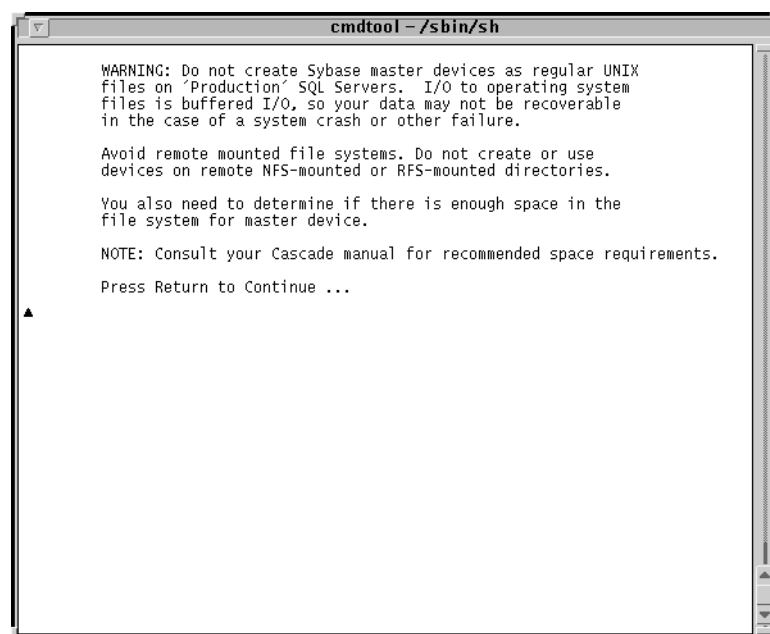 cmdtool – /sbin/sh
WARNING: Do not create Sybase master devices as regular UNIX
files on ´Production´ SQL Servers.  I/O to operating system
files is buffered I/O, so your data may not be recoverable
in the case of a system crash or other failure.
Avoid remote mounted file systems. Do not create or use
devices on remote NFS-mounted or RFS-mounted directories.
You also need to determine if there is enough space in the
file system for master device.
NOTE: Consult your Cascade manual for recommended space requirements.
Press Return to Continue ...